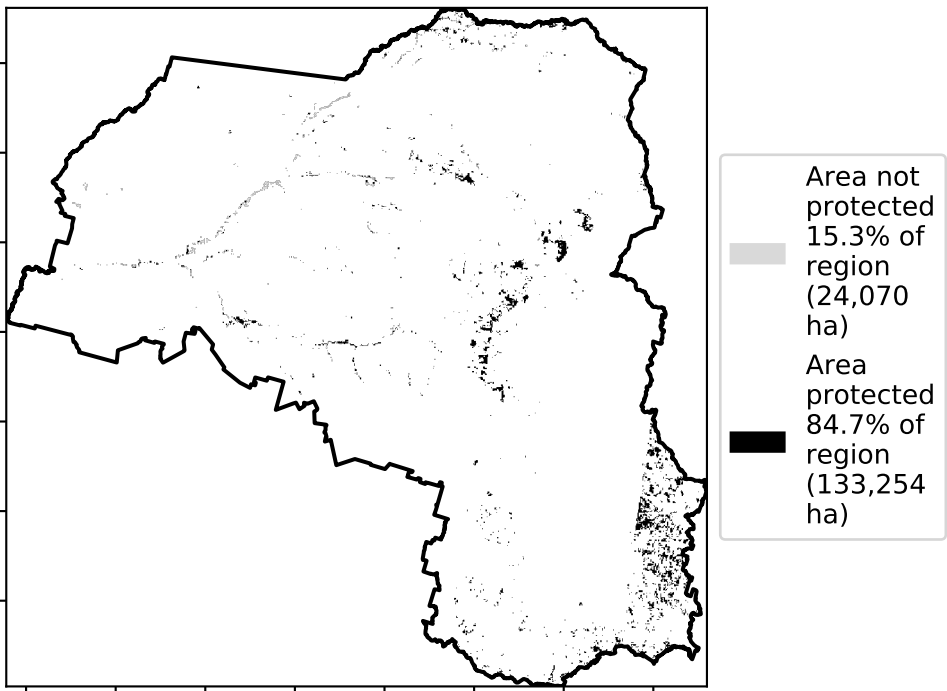 Area not
protected
15.3% of
region
(24,070
ha)
Area
protected
84.7% of
region
(133,254
ha)